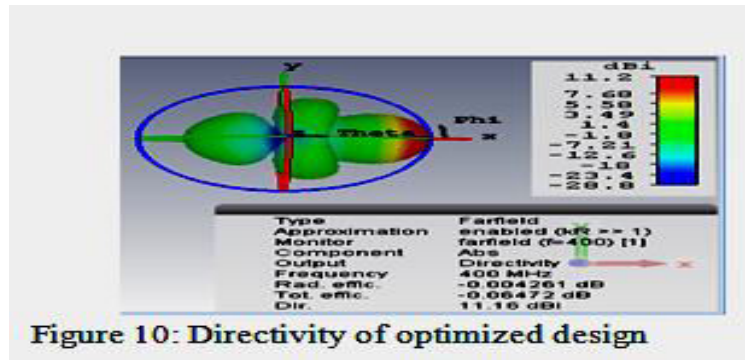 dBi
y
11.2
7.68
5.58
3.49
1.4
-1.8
-7.21
-12.6
-18
-23.4
-28.8
Phi
Theta
x
Type Farfield
Approximation enabled (kR >> 1)
Monitor farfield (f=400) [1]
Component Abs
Output Directivity
Frequency 400 MHz
Rad. effic. -0.004261 dB
Tot. effic. -0.06472 dB
Dir. 11.16 dBi
x
Figure 10: Directivity of optimized design